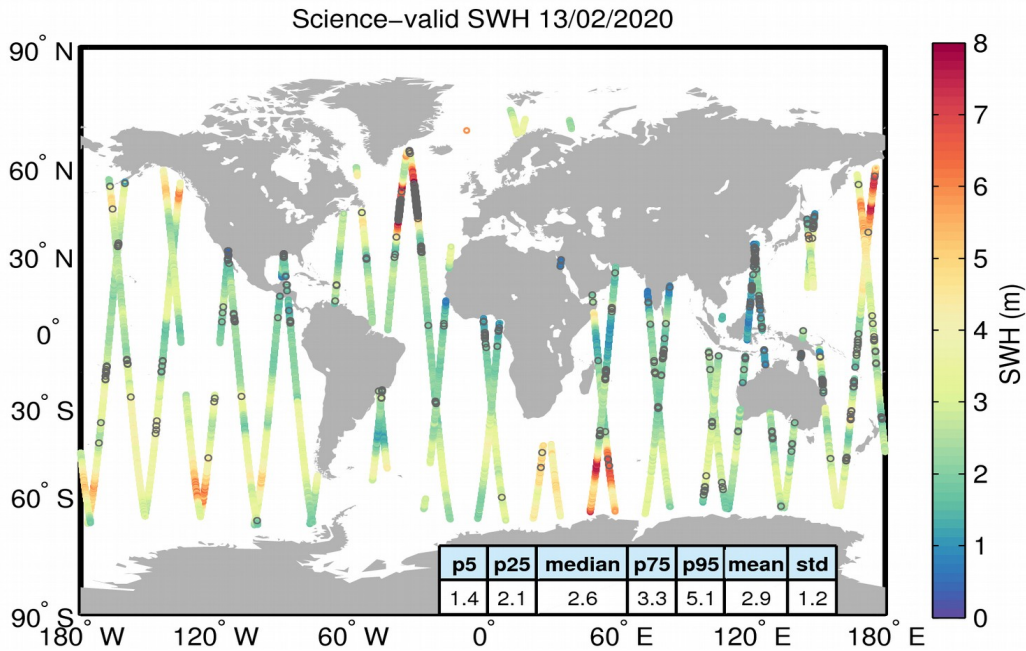 Science−valid SWH 13/02/2020
90° N
60° N
30° N
0°
30° S
60° S
90° S
180° W
120° W
60° W
0°
60° E
120° E
180° E
p5 p25 median p75 p95 mean std
1.4 2.1 2.6 3.3 5.1 2.9 1.2
8
7
6
5
4
3
2
1
0
SWH (m)